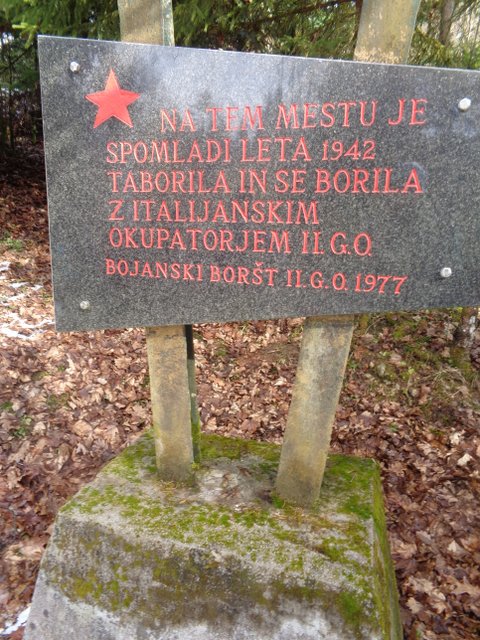 NA TEM MESTU JE
SPOMLADI LETA 1942
TABORILA IN SE BORILA
Z ITALIJANSKIM
OKUPATORJEM II.G.O.
BOJANSKI BORŠT II.G.O. 1977